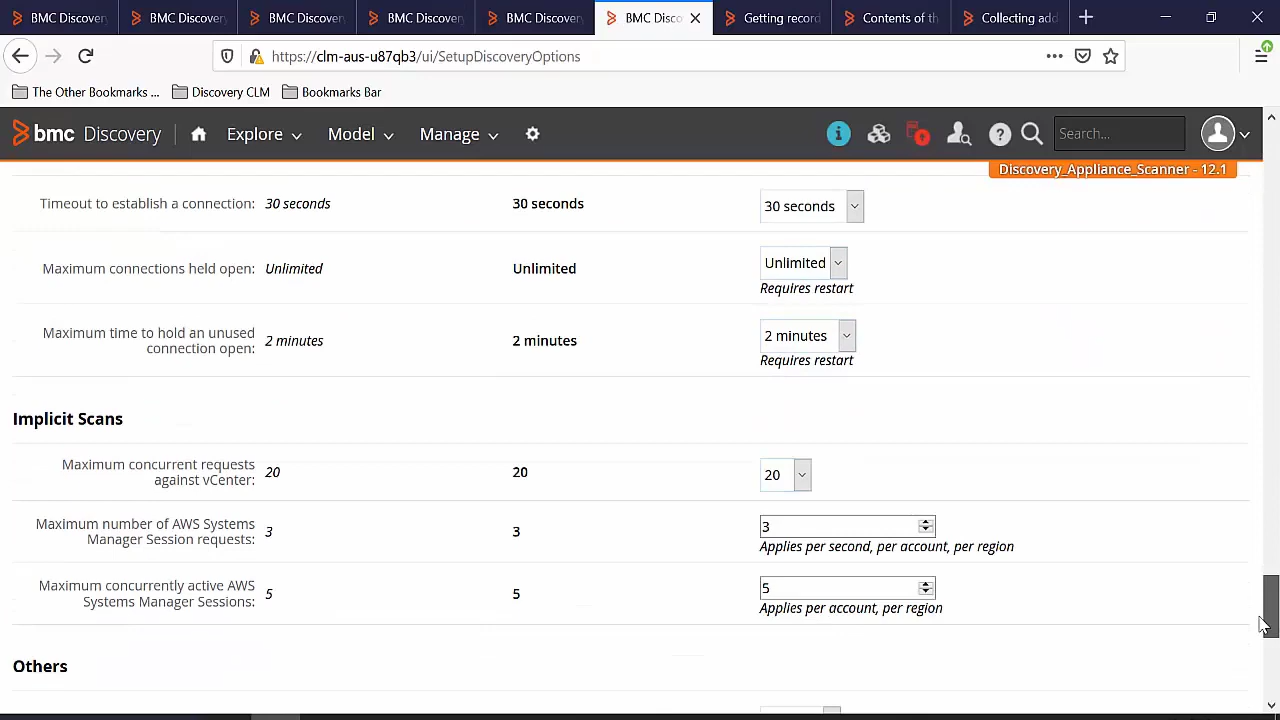 BMC Discovery
BMC Discovery
BMC Discovery
BMC Discovery
BMC Discovery
BMC Disco
Getting record
Contents of th
Collecting add
https://clm-aus-u87qb3/ui/SetupDiscoveryOptions
The Other Bookmarks ...
Discovery CLM
Bookmarks Bar
bmc Discovery
Explore
Model
Manage
Search...
Discovery_Appliance_Scanner - 12.1
Timeout to establish a connection: 30 seconds 30 seconds 30 seconds
Maximum connections held open: Unlimited Unlimited Unlimited
Requires restart
Maximum time to hold an unused
connection open: 2 minutes 2 minutes 2 minutes
Requires restart
Implicit Scans
Maximum concurrent requests
against vCenter: 20 20 20
Maximum number of AWS Systems
Manager Session requests: 3 3 3
Applies per second, per account, per region
Maximum concurrently active AWS
Systems Manager Sessions: 5 5 5
Applies per account, per region
Others